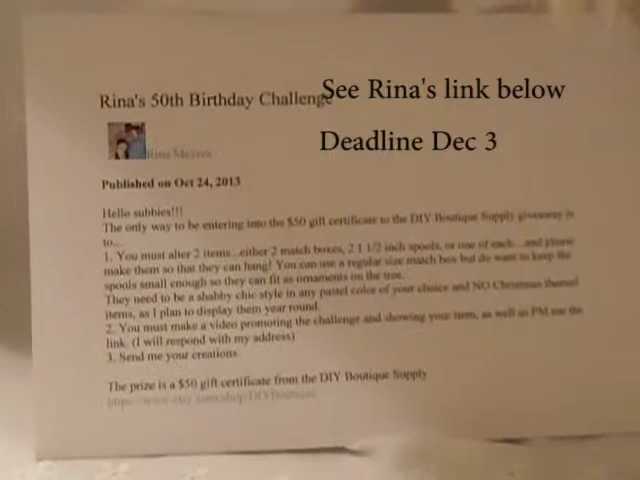 Rina's 50th Birthday Challenge
See Rina's link below
Deadline Dec 3
Rina
Published on Oct 24, 2013
Hello subbies!!!
The only way to be entering into the $50 gift certificate to the DIY Boutique Supply giveaway is
to...
1. You must alter 2 items...either 2 match boxes, 2 1 1/2 inch spools, or one of each....and please
make them so that they can hang! You can use a regular size match box but do want to keep the
spools small enough so they can fit as ornaments on the tree.
They need to be a shabby chic style in any pastel color of your choice and NO Christmas themed
items, as I plan to display them year round.
2. You must make a video promoting the challenge and showing your item, as well as PM me the
link. (I will respond with my address)
3. Send me your creations.
The prize is a $50 gift certificate from the DIY Boutique Supply